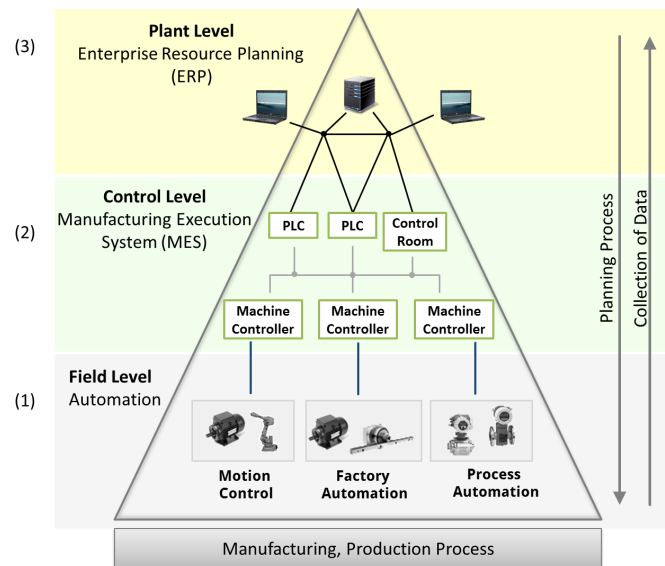 (3)
Plant Level
Enterprise Resource Planning
(ERP)
(2)
Control Level
Manufacturing Execution
System (MES)
PLC
PLC
Control
Room
Machine
Controller
Machine
Controller
Machine
Controller
(1)
Field Level
Automation
Motion
Control
Factory
Automation
Process
Automation
Planning Process
Collection of Data
Manufacturing, Production Process